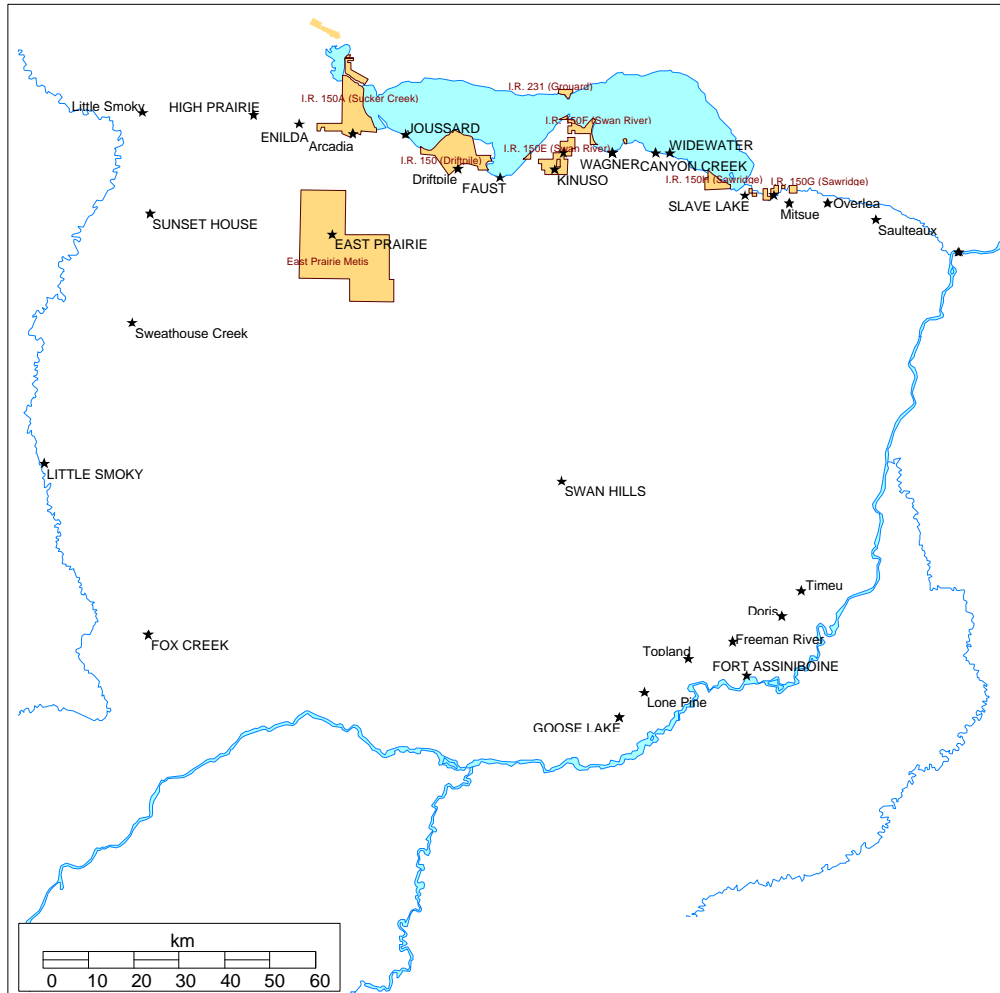 I.R. 231 (Grouard)
I.R. 150A (Sucker Creek)
Little Smoky
HIGH PRAIRIE
I.R. 150F (Swan River)
ENILDA
Arcadia
JOUSSARD
WIDEWATER
I.R. 150E (Swan River)
I.R. 150 (Driftpile)
WAGNER
CANYON CREEK
Driftpile
KINUSO
FAUST
I.R. 150H (Sawridge)
I.R. 150G (Sawridge)
SLAVE LAKE
Mitsue
Overlea
SUNSET HOUSE
Saulteaux
EAST PRAIRIE
East Prairie Metis
Sweathouse Creek
LITTLE SMOKY
SWAN HILLS
Timeu
Doris
FOX CREEK
Freeman River
Topland
FORT ASSINIBOINE
Lone Pine
GOOSE LAKE
km
0 10 20 30 40 50 60